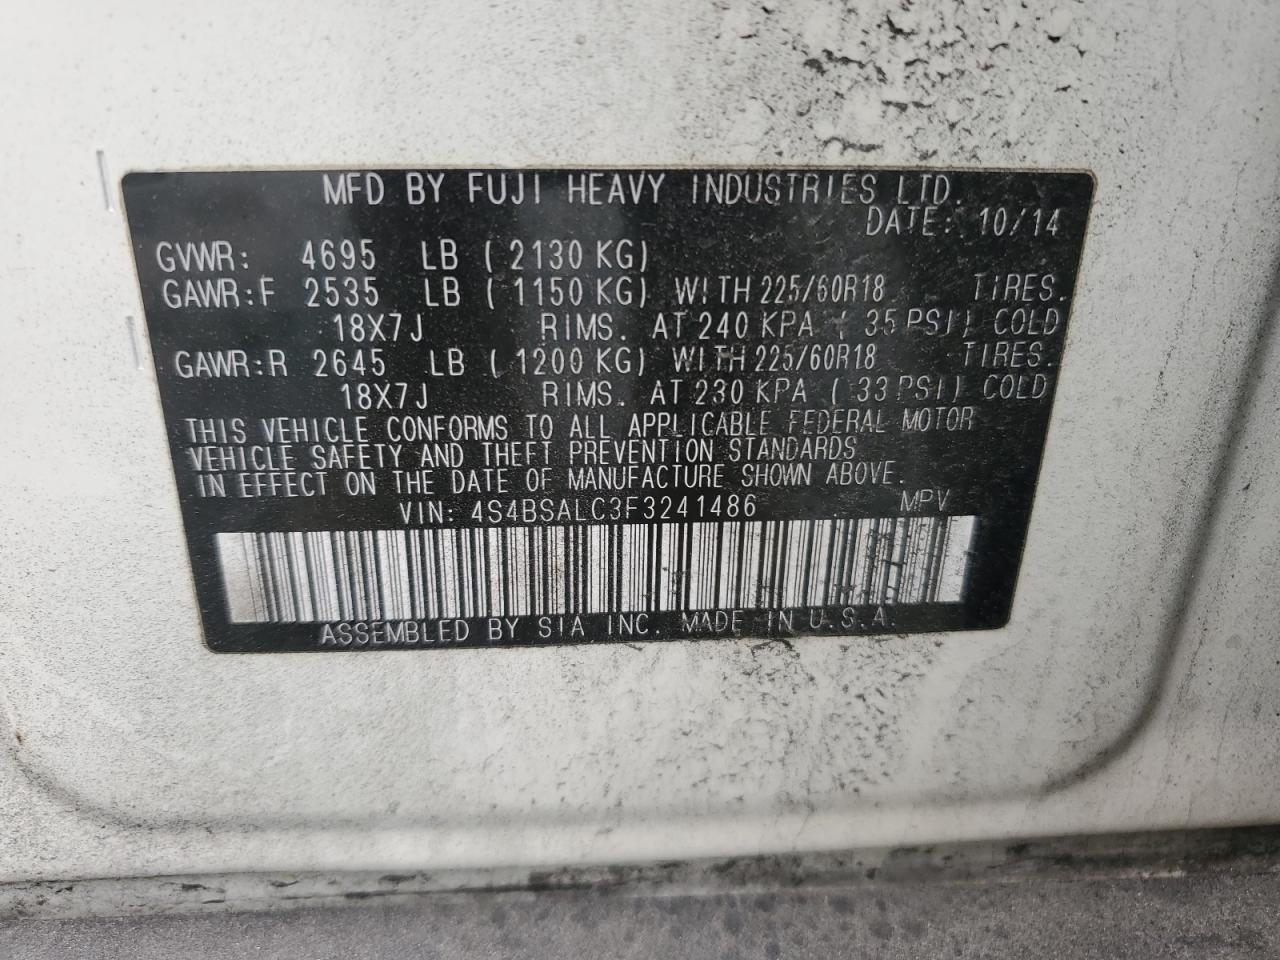 MFD BY FUJI HEAVY INDUSTRIES LTD.
DATE: 10/14
GVWR: 4695 LB ( 2130 KG)
GAWR:F 2535 LB ( 1150 KG) WITH 225/60R18 TIRES.
18X7J RIMS. AT 240 KPA ( 35 PSI) COLD
GAWR:R 2645 LB ( 1200 KG) WITH 225/60R18 TIRES.
18X7J RIMS. AT 230 KPA ( 33 PSI) COLD
THIS VEHICLE CONFORMS TO ALL APPLICABLE FEDERAL MOTOR
VEHICLE SAFETY AND THEFT PREVENTION STANDARDS
IN EFFECT ON THE DATE OF MANUFACTURE SHOWN ABOVE.
VIN: 4S4BSALC3F3241486 MPV
ASSEMBLED BY SIA INC. MADE IN U.S.A.